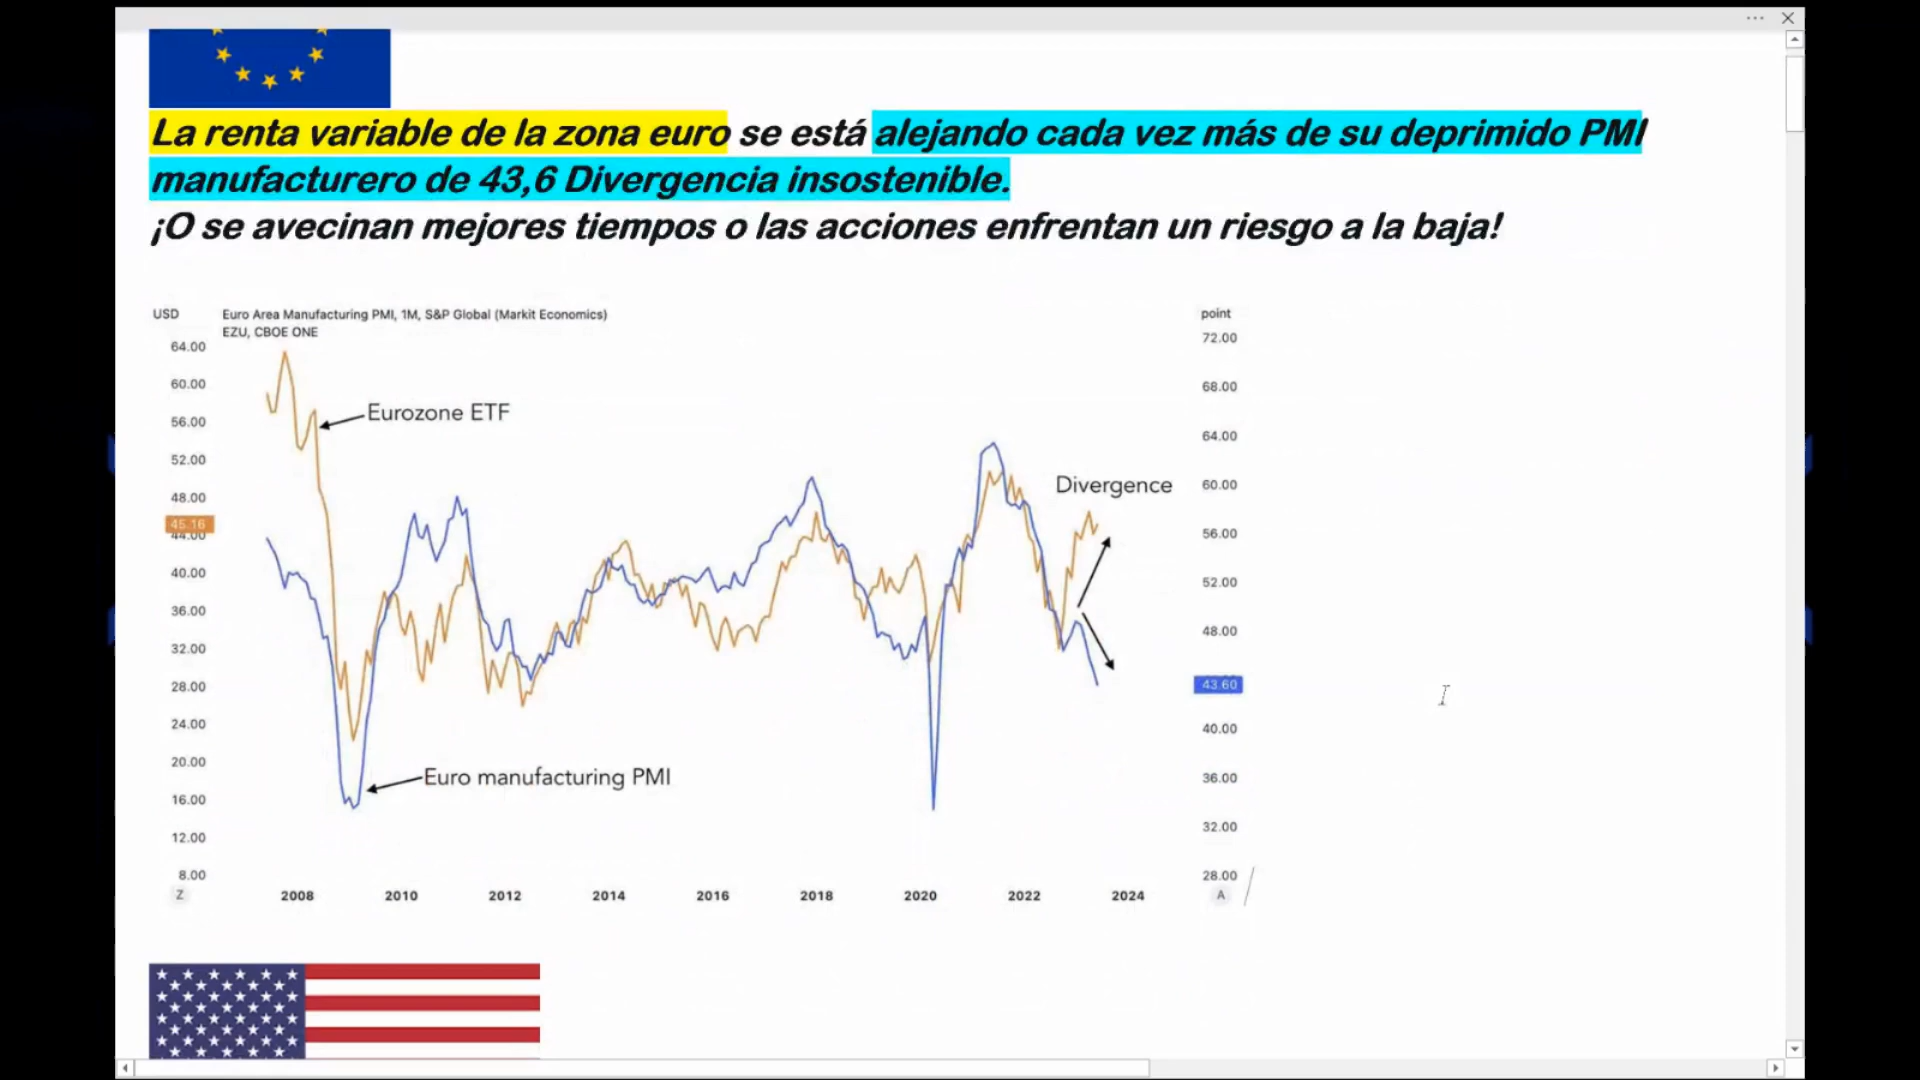 La renta variable de la zona euro se está alejando cada vez más de su deprimido PMI
manufacturero de 43,6 Divergencia insostenible.
¡O se avecinan mejores tiempos o las acciones enfrentan un riesgo a la baja!
USD
Euro Area Manufacturing PMI, 1M, S&P Global (Markit Economics)
EZU, CBOE ONE
point
64.00
60.00
56.00
52.00
48.00
45.16
44.00
40.00
36.00
32.00
28.00
24.00
20.00
16.00
12.00
8.00
Eurozone ETF
Divergence
Euro manufacturing PMI
72.00
68.00
64.00
60.00
56.00
52.00
48.00
43.60
40.00
36.00
32.00
28.00
Z
2008 2010 2012 2014 2016 2018 2020 2022 2024
A